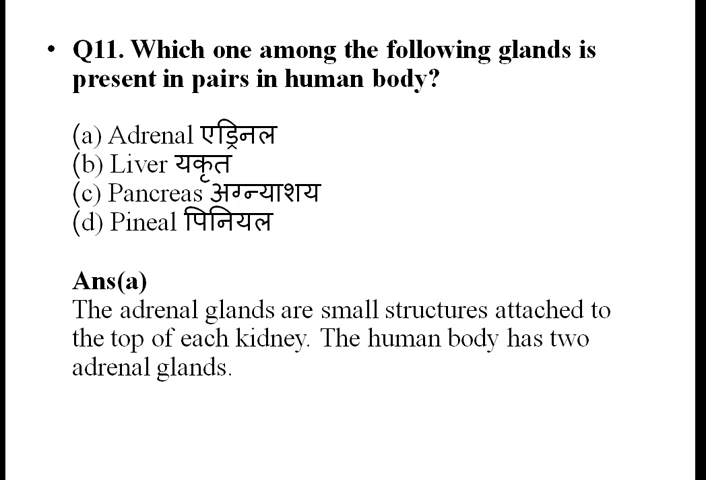 • Q11. Which one among the following glands is
present in pairs in human body?
(a) Adrenal एड्रिनल
(b) Liver यकृत
(c) Pancreas अग्न्याशय
(d) Pineal पिनियल
Ans(a)
The adrenal glands are small structures attached to
the top of each kidney. The human body has two
adrenal glands.